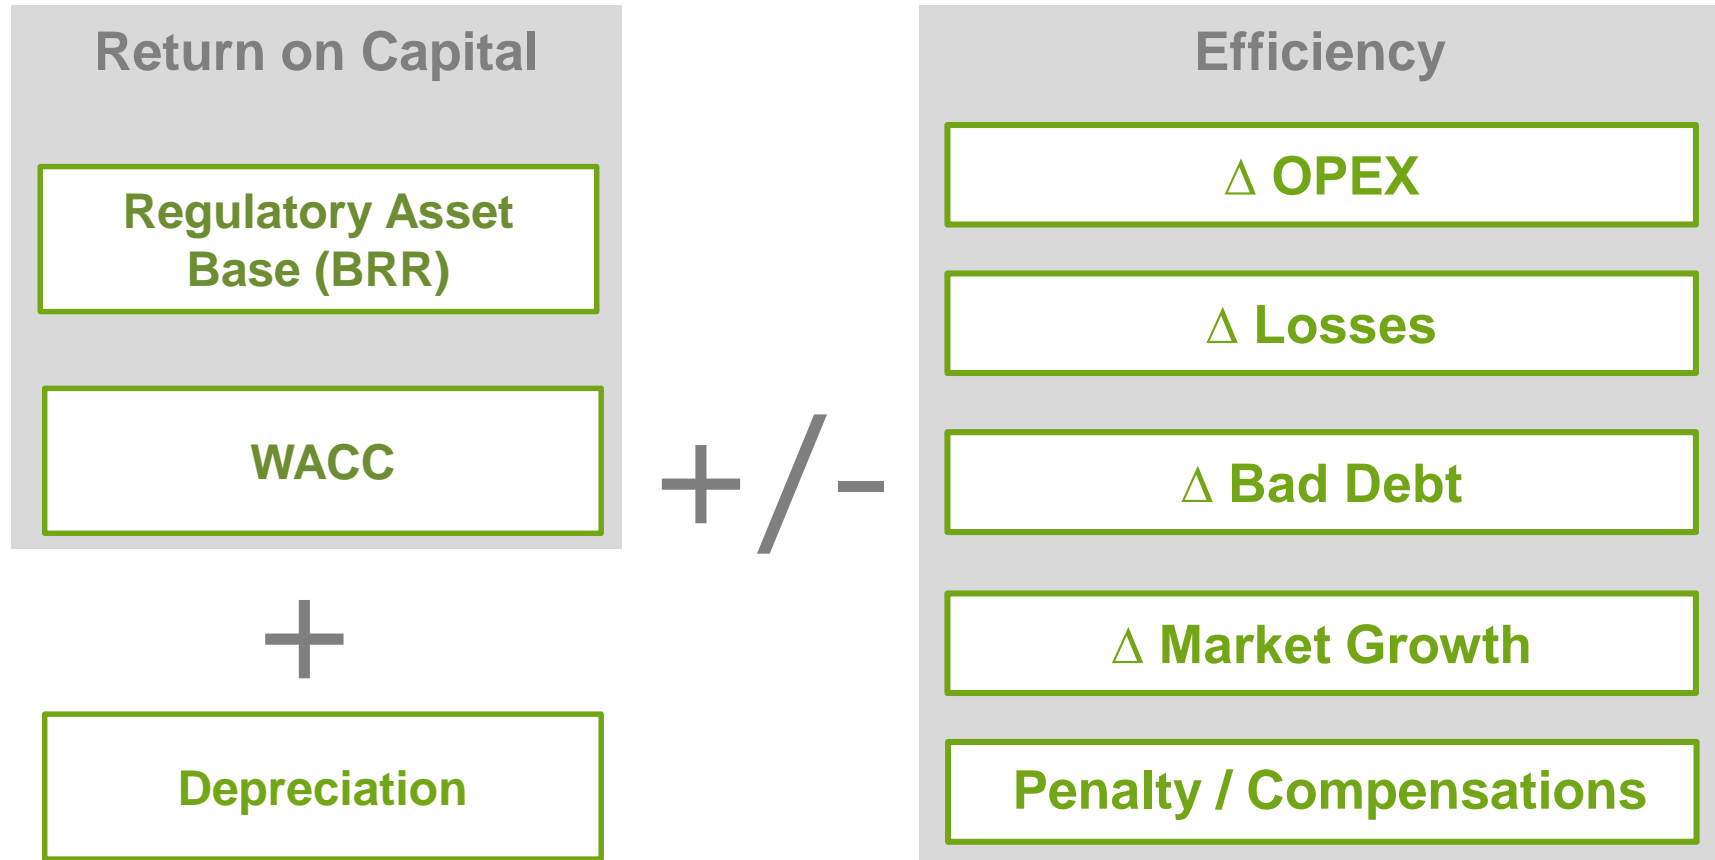 Return on Capital
Regulatory Asset
Base (BRR)
WACC
+
Depreciation
+/-
Efficiency
Δ OPEX
Δ Losses
Δ Bad Debt
Δ Market Growth
Penalty / Compensations